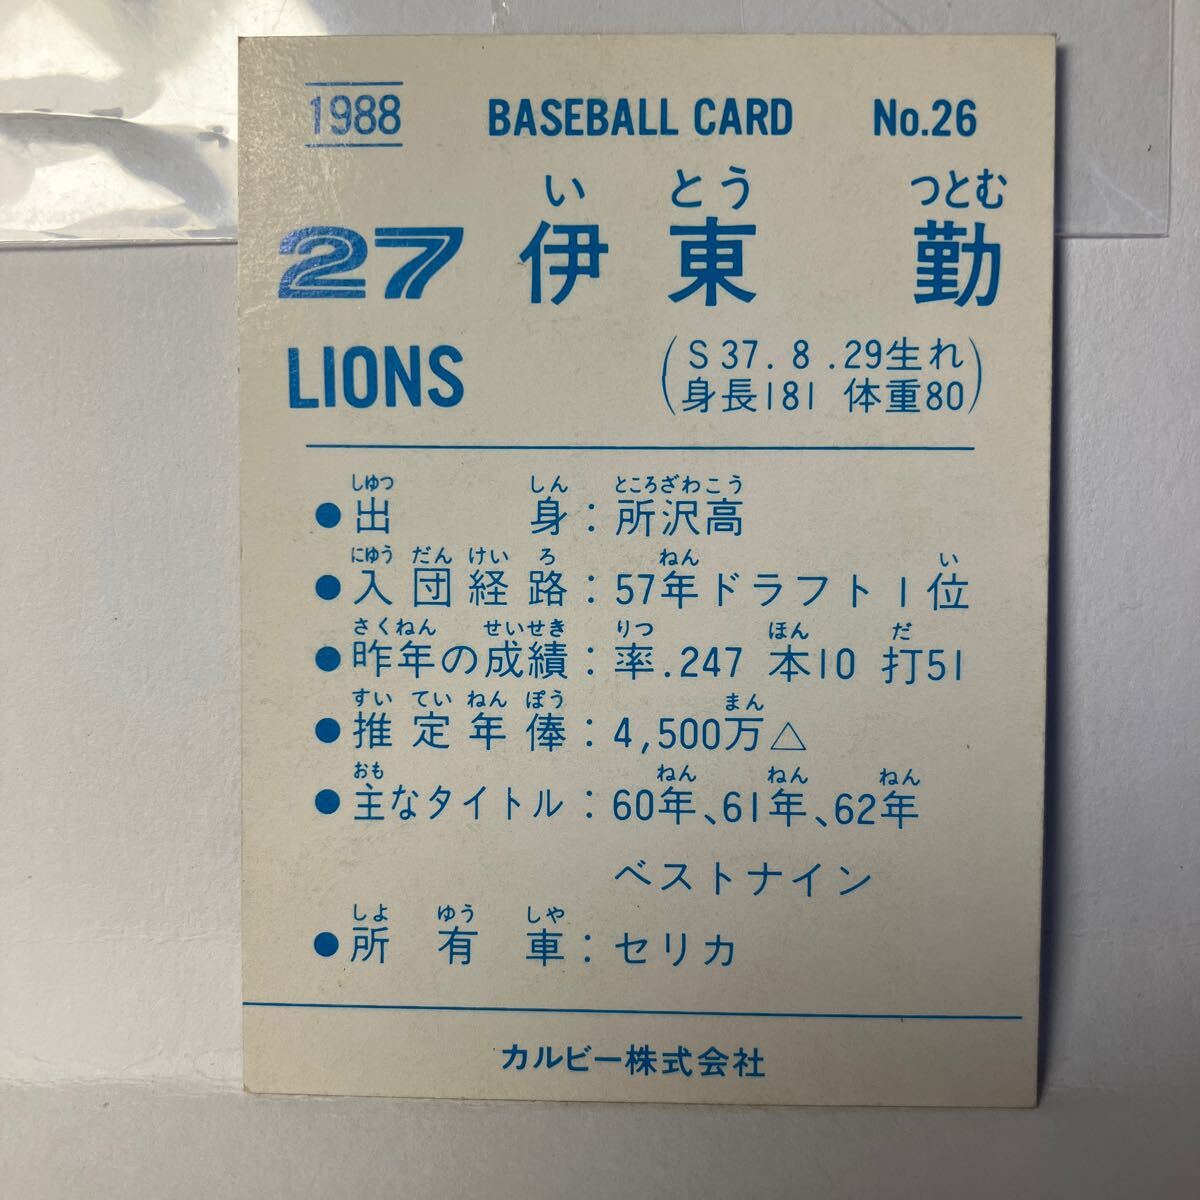 1988 BASEBALL CARD No.26
い とう つとむ
27 伊東 勤
LIONS
(S37.8.29生れ
身長181 体重80)
しゆつ しん ところざわこう
●出身:所沢高
にゆう だん けい ろ ねん い
●入団経路:57年ドラフト1位
さくねん せいせき りつ ほん だ
●昨年の成績:率.247 本10 打51
すい てい ねん ぽう まん
●推定年俸:4,500万△
おも ねん ねん ねん
●主なタイトル:60年、61年、62年
ベストナイン
しよ ゆう しや
●所有車:セリカ
カルビー株式会社